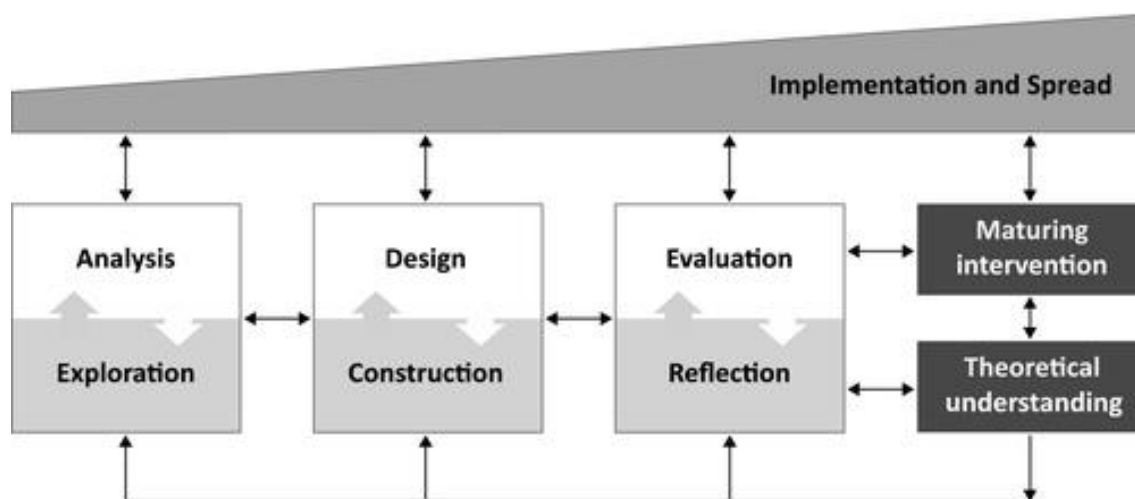 Implementation and Spread
Analysis
Exploration
Design
Construction
Evaluation
Reflection
Maturing
intervention
Theoretical
understanding